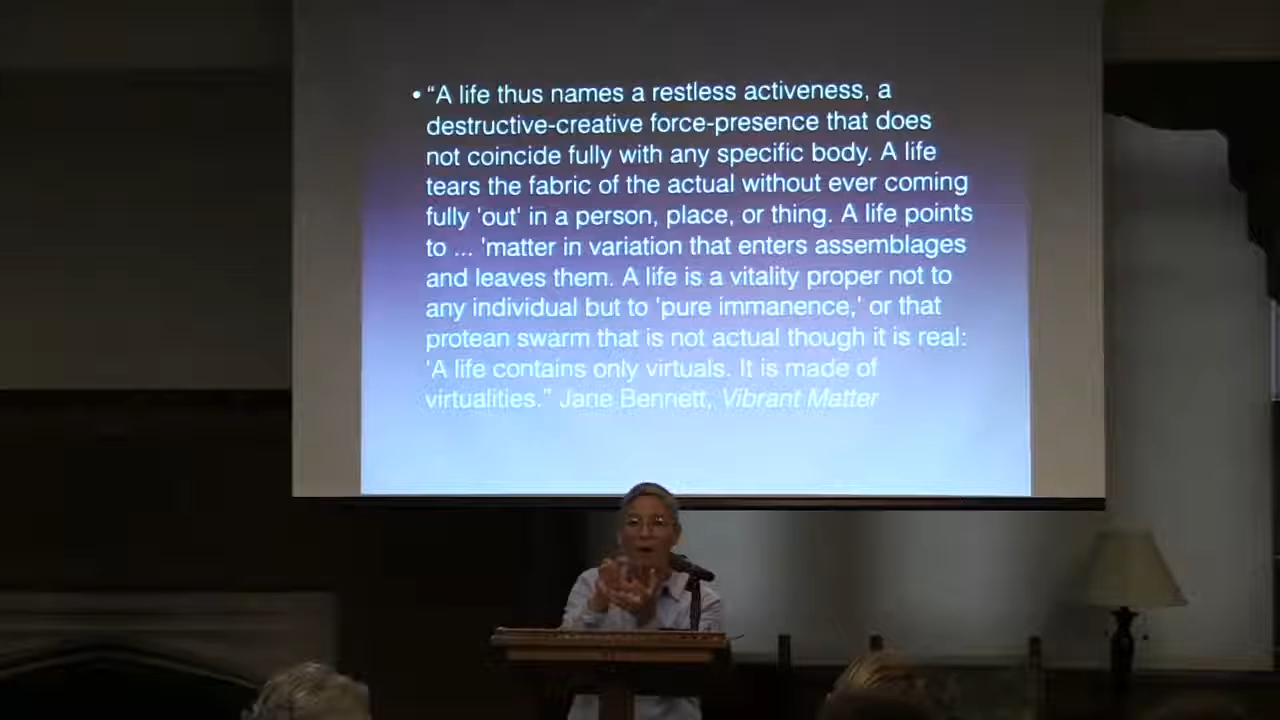 • “A life thus names a restless activeness, a
destructive-creative force-presence that does
not coincide fully with any specific body. A life
tears the fabric of the actual without ever coming
fully 'out' in a person, place, or thing. A life points
to ... 'matter in variation that enters assemblages
and leaves them. A life is a vitality proper not to
any individual but to 'pure immanence,' or that
protean swarm that is not actual though it is real:
'A life contains only virtuals. It is made of
virtualities.” Jane Bennett, Vibrant Matter